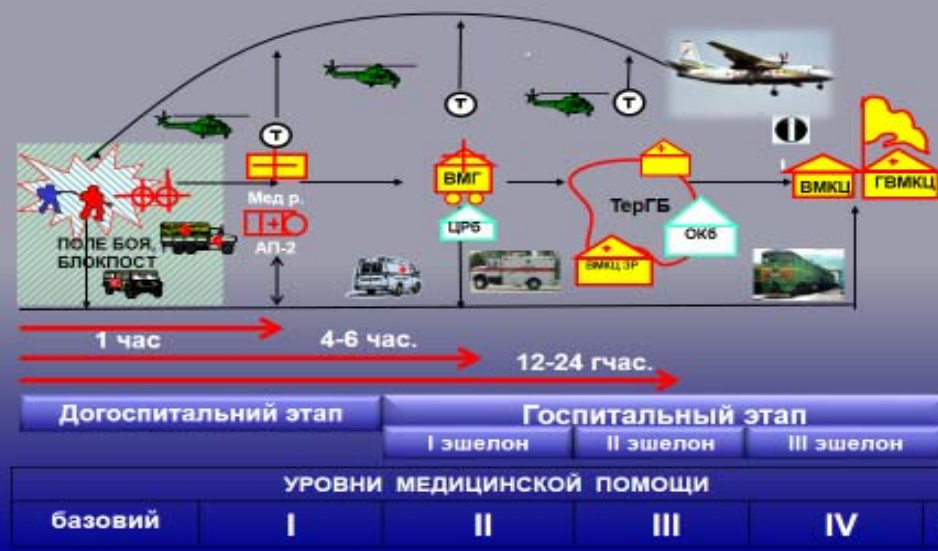 Т
Т
Т
Мед р.
АП-2
ВМГ
ЦРб
ТерГБ
ОКб
ВМКЦ ЗР
ВМКЦ
ГВМКЦ
ПОЛЕ БОЯ,
БЛОКПОСТ
1 час
4-6 час.
12-24 гчас.
Догоспитальний этап
Госпитальный этап
I эшелон
II эшелон
III эшелон
УРОВНИ МЕДИЦИНСКОЙ ПОМОЩИ
базовий
I
II
III
IV